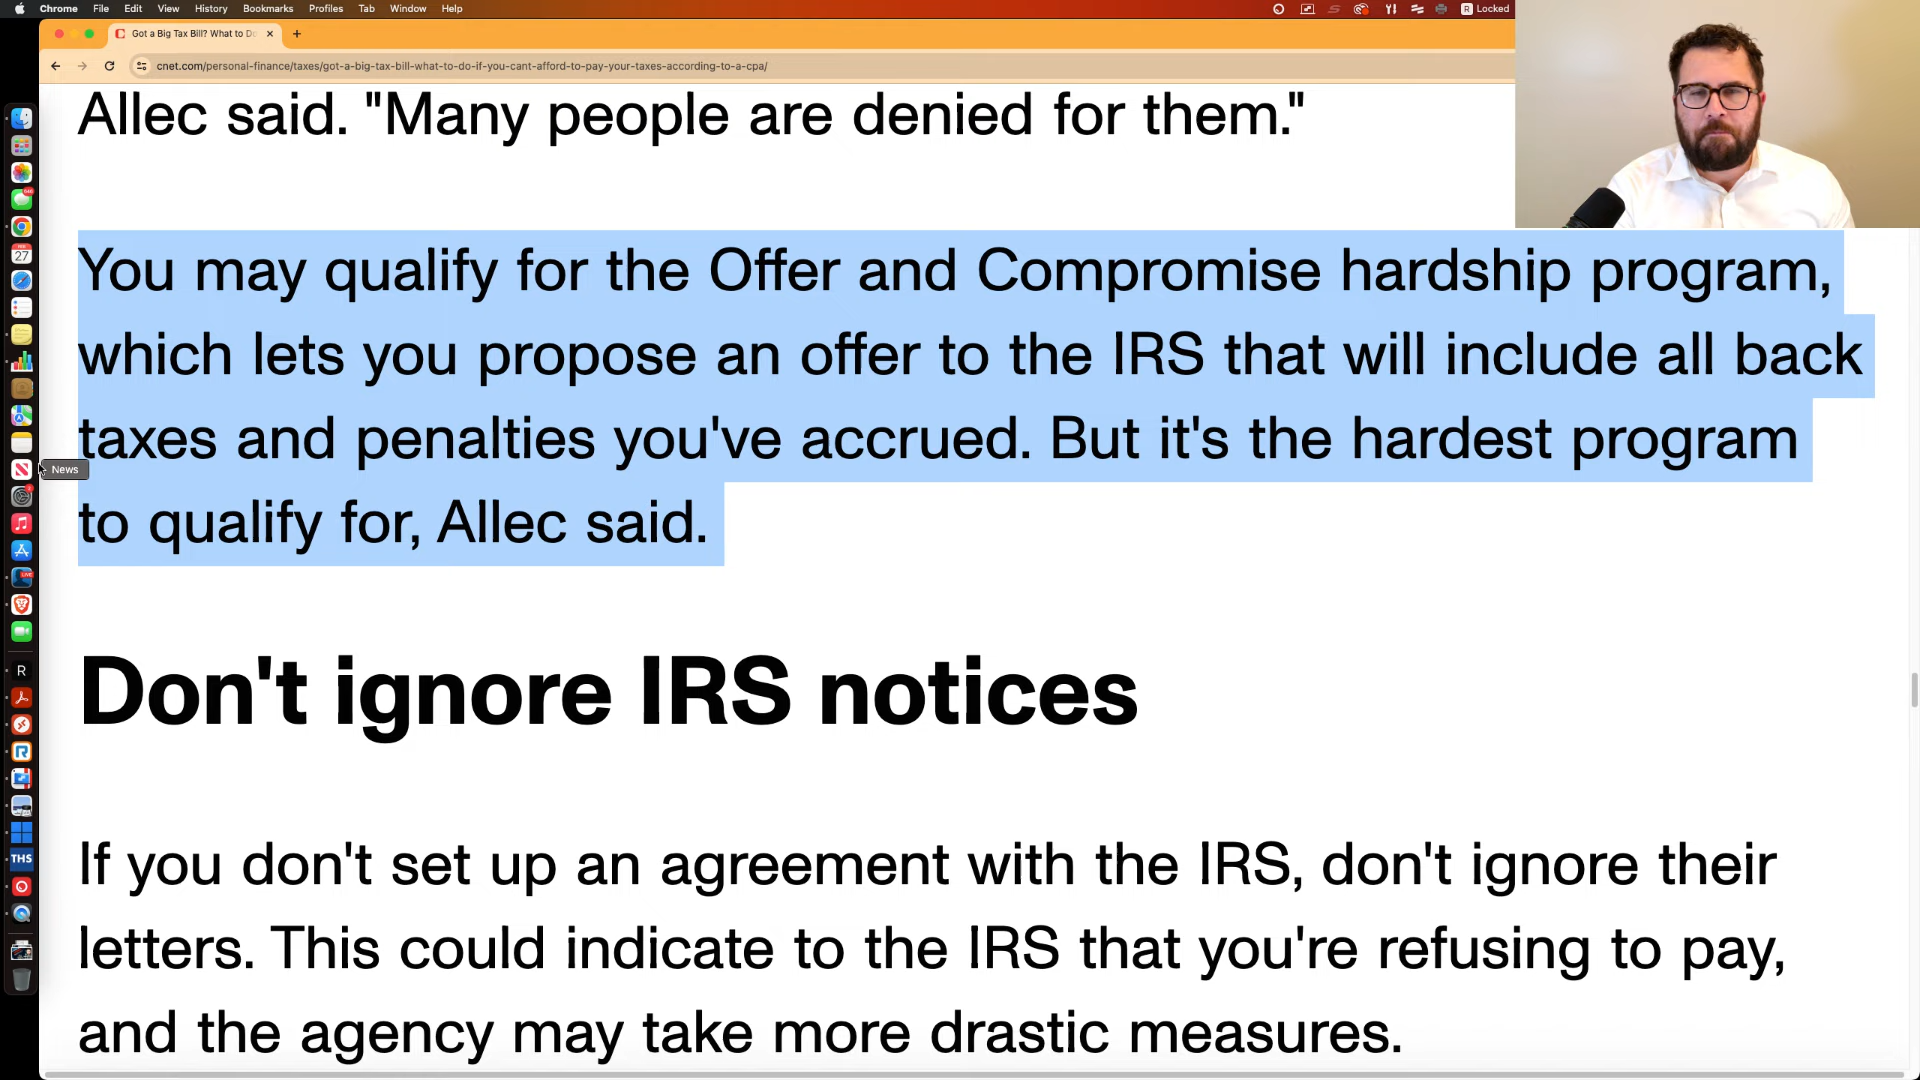 Chrome File Edit View History Bookmarks Profiles Tab Window Help
Locked
Got a Big Tax Bill? What to Do
cnet.com/personal-finance/taxes/got-a-big-tax-bill-what-to-do-if-you-cant-afford-to-pay-your-taxes-according-to-a-cpa/
Allec said. "Many people are denied for them."
You may qualify for the Offer and Compromise hardship program,
which lets you propose an offer to the IRS that will include all back
taxes and penalties you've accrued. But it's the hardest program
to qualify for, Allec said.
News
27
R
THS
Don't ignore IRS notices
If you don't set up an agreement with the IRS, don't ignore their
letters. This could indicate to the IRS that you're refusing to pay,
and the agency may take more drastic measures.